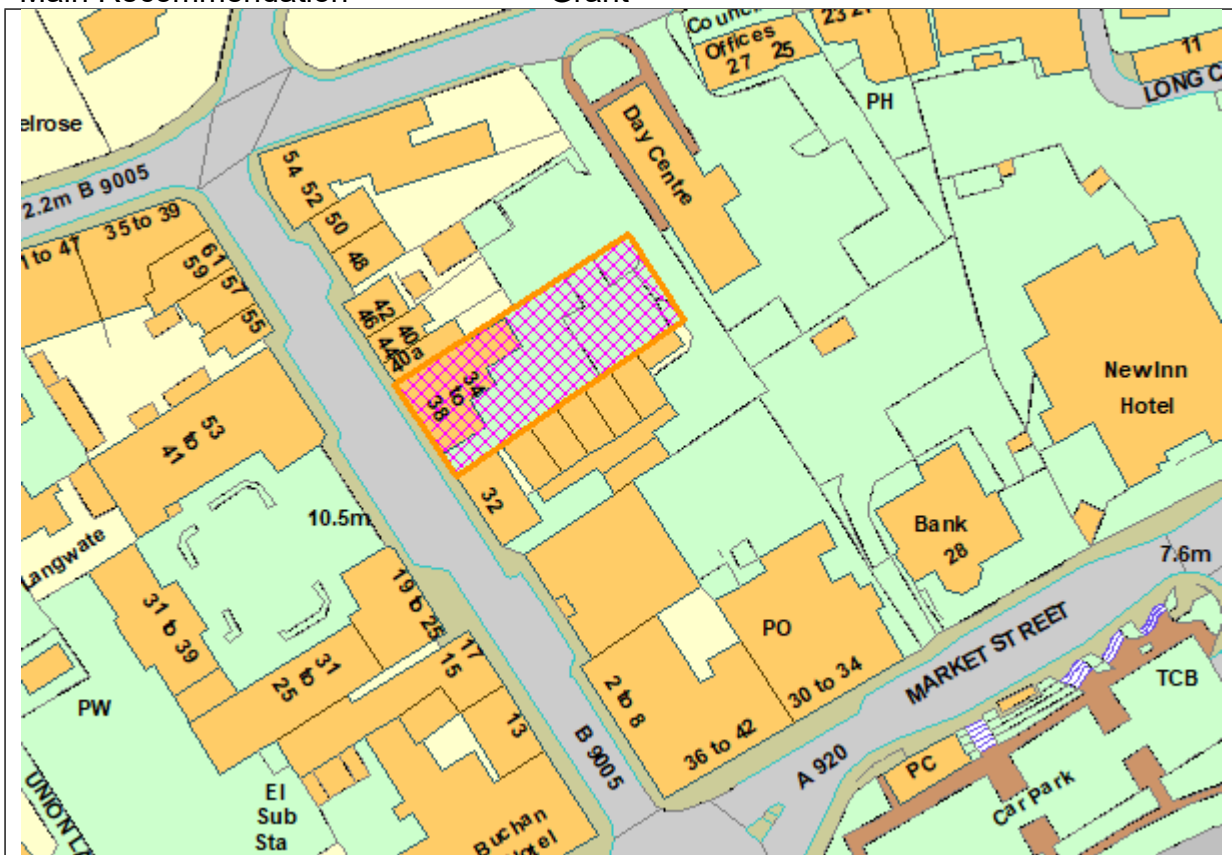 Main Recommendation Grant
Council
Offices
27 25
23 21
11
LONG C
PH
elrose
Day Centre
2.2m B 9005
54
52
50
48
35 to 39
1 to 47
61
59
57
55
42
46
40
44
40a
34
to
38
32
41 to 53
10.5m
Langwate
31 to 39
19 to 25
25 to 31
17
15
13
PW
El
Sub
Sta
UNION LA
Buchan
Hotel
B 9005
2 to 8
36 to 42
30 to 34
PO
New Inn
Hotel
Bank
28
7.6m
MARKET STREET
A 920
TCB
PC
Car Park